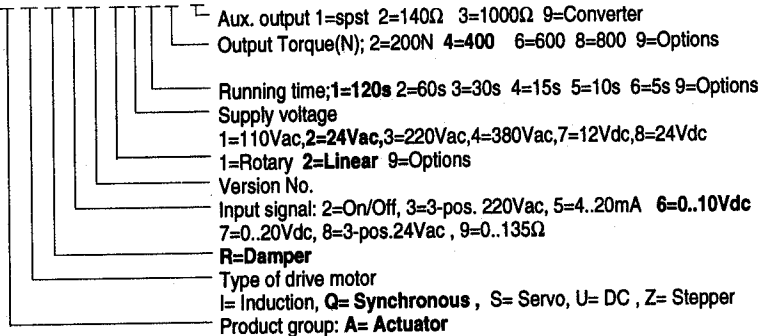 Aux. output 1=spst 2=140Ω 3=1000Ω 9=Converter
Output Torque(N); 2=200N 4=400 6=600 8=800 9=Options
Running time;1=120s 2=60s 3=30s 4=15s 5=10s 6=5s 9=Options
Supply voltage
1=110Vac,2=24Vac,3=220Vac,4=380Vac,7=12Vdc,8=24Vdc
1=Rotary 2=Linear 9=Options
Version No.
Input signal: 2=On/Off, 3=3-pos. 220Vac, 5=4..20mA 6=0..10Vdc
7=0..20Vdc, 8=3-pos.24Vac , 9=0..135Ω
R=Damper
Type of drive motor
I= Induction, Q= Synchronous , S= Servo, U= DC , Z= Stepper
Product group: A= Actuator